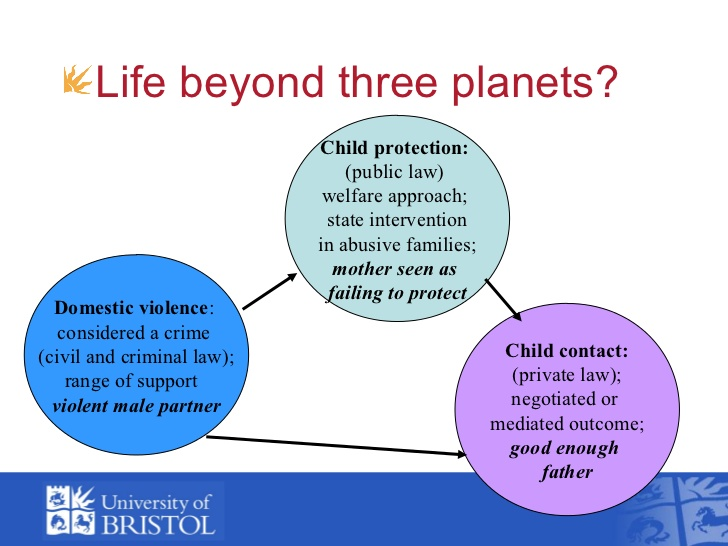 Life beyond three planets?
Child protection:
(public law)
welfare approach;
state intervention
in abusive families;
mother seen as
failing to protect
Domestic violence:
considered a crime
(civil and criminal law);
range of support
violent male partner
Child contact:
(private law);
negotiated or
mediated outcome;
good enough
father
University of
BRISTOL